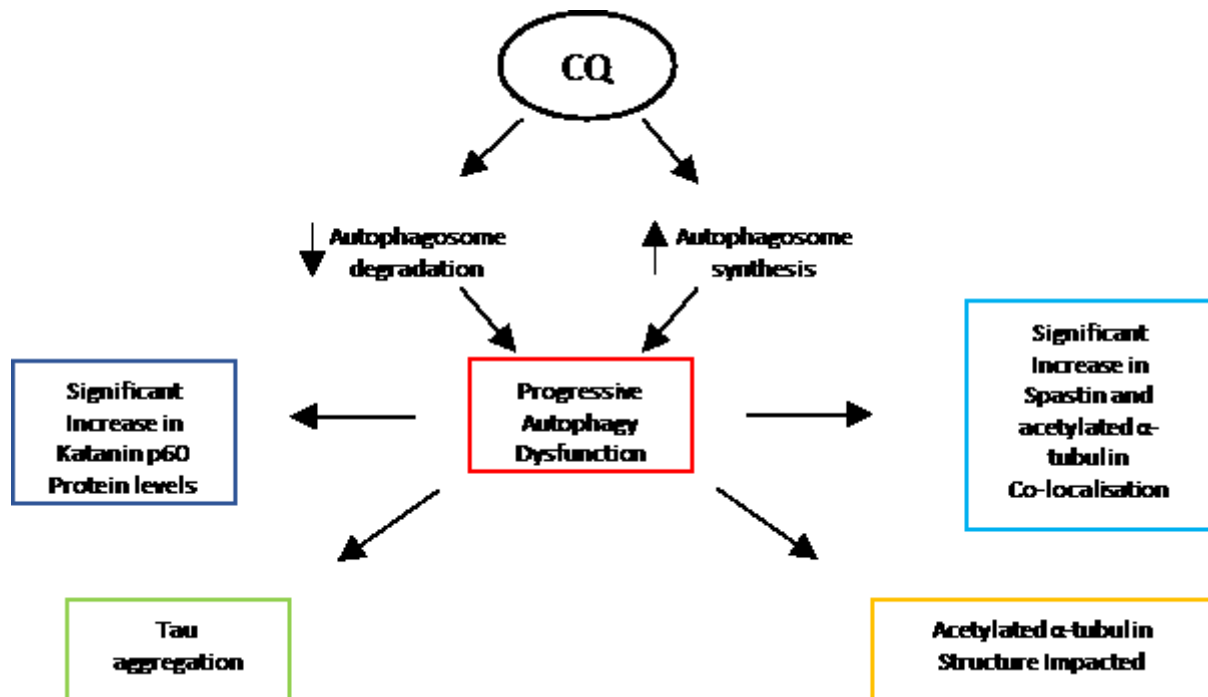 CQ
Autophagosome
degradation
Autophagosome
synthesis
Significant
Increase in
Katanin p60
Protein levels
Progressive
Autophagy
Dysfunction
Significant
Increase in
Spastin and
acetylated α-
tubulin
Co-localisation
Tau
aggregation
Acetylated α-tubulin
Structure Impacted